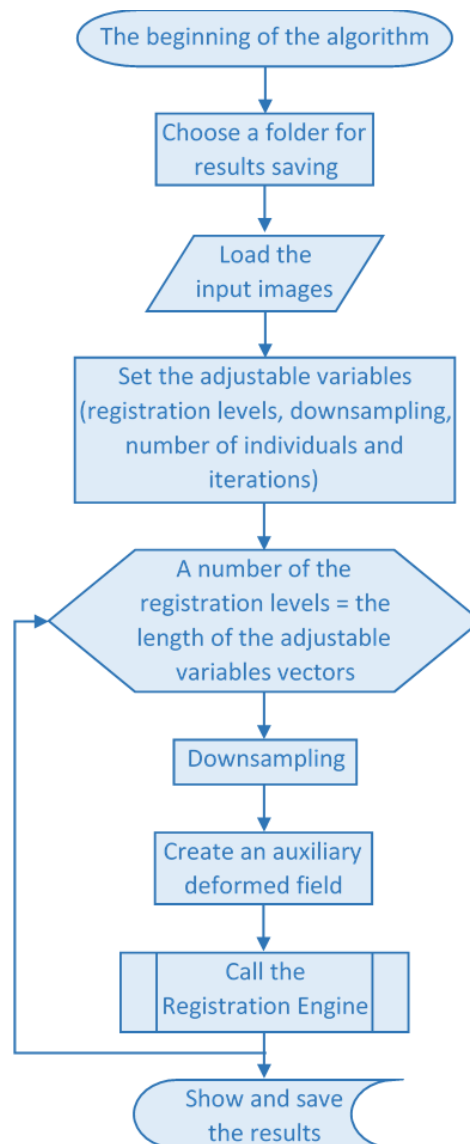 The beginning of the algorithm
Choose a folder for
results saving
Load the
input images
Set the adjustable variables
(registration levels, downsampling,
number of individuals and
iterations)
A number of the
registration levels = the
length of the adjustable
variables vectors
Downsampling
Create an auxiliary
deformed field
Call the
Registration Engine
Show and save
the results